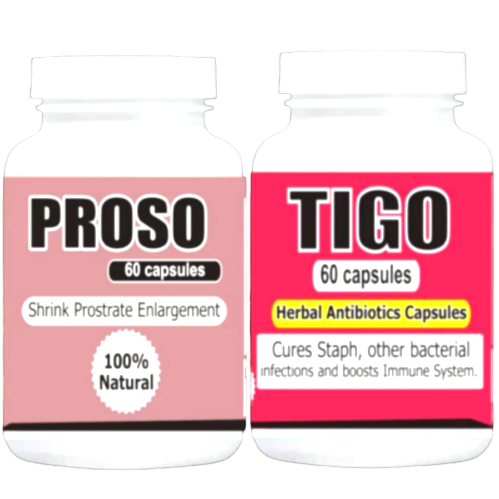 PROSO
60 capsules
Shrink Prostrate Enlargement
100%
Natural
TIGO
60 capsules
Herbal Antibiotics Capsules
Cures Staph, other bacterial
infections and boosts Immune System.